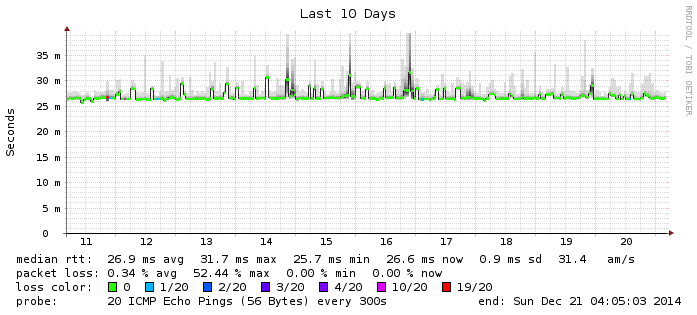 Last 10 Days
RRDTOOL / TOBI OETIKER
Seconds
35 m
30 m
25 m
20 m
15 m
10 m
5 m
0
11 12 13 14 15 16 17 18 19 20
median rtt: 26.9 ms avg 31.7 ms max 25.7 ms min 26.6 ms now 0.9 ms sd 31.4 am/s
packet loss: 0.34 % avg 52.44 % max 0.00 % min 0.00 % now
loss color: 0 1/20 2/20 3/20 4/20 10/20 19/20
probe: 20 ICMP Echo Pings (56 Bytes) every 300s end: Sun Dec 21 04:05:03 2014